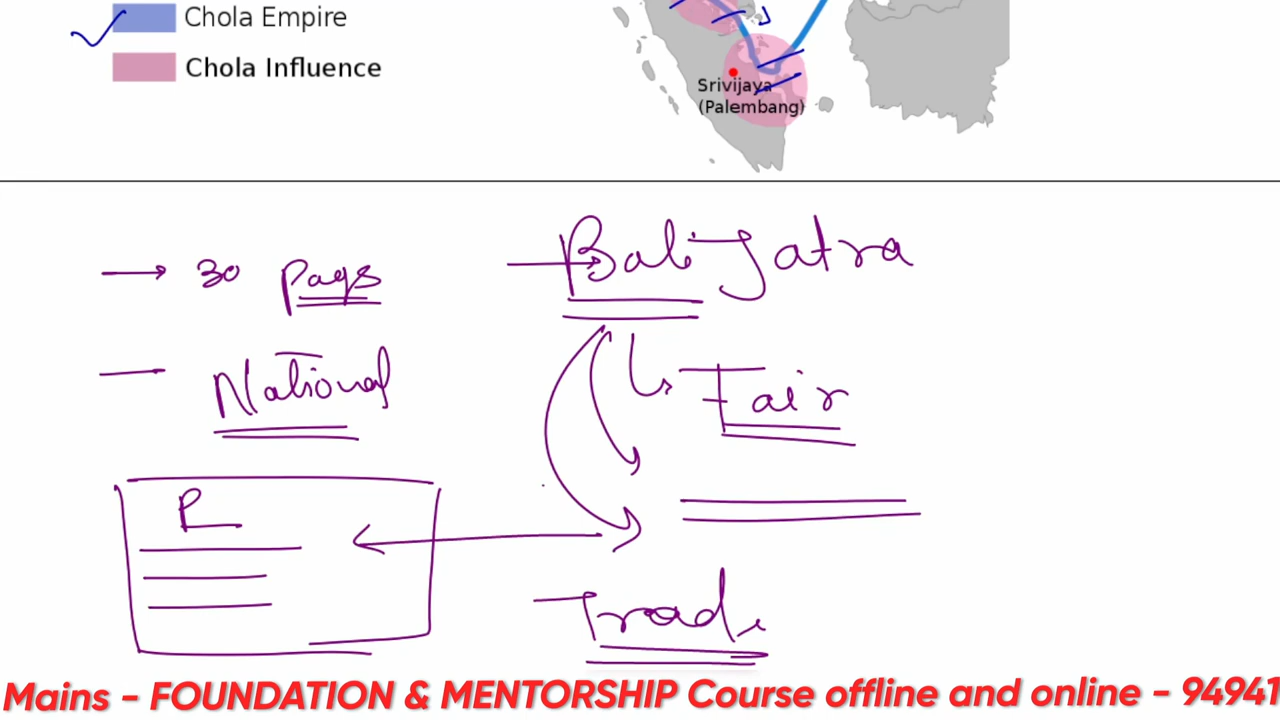 Chola Empire
Chola Influence
Srivijaya
(Palembang)
→ 30 Pays
→ Bali Jatra
— National
Fair
P
Trade
Mains - FOUNDATION & MENTORSHIP Course offline and online - 94941